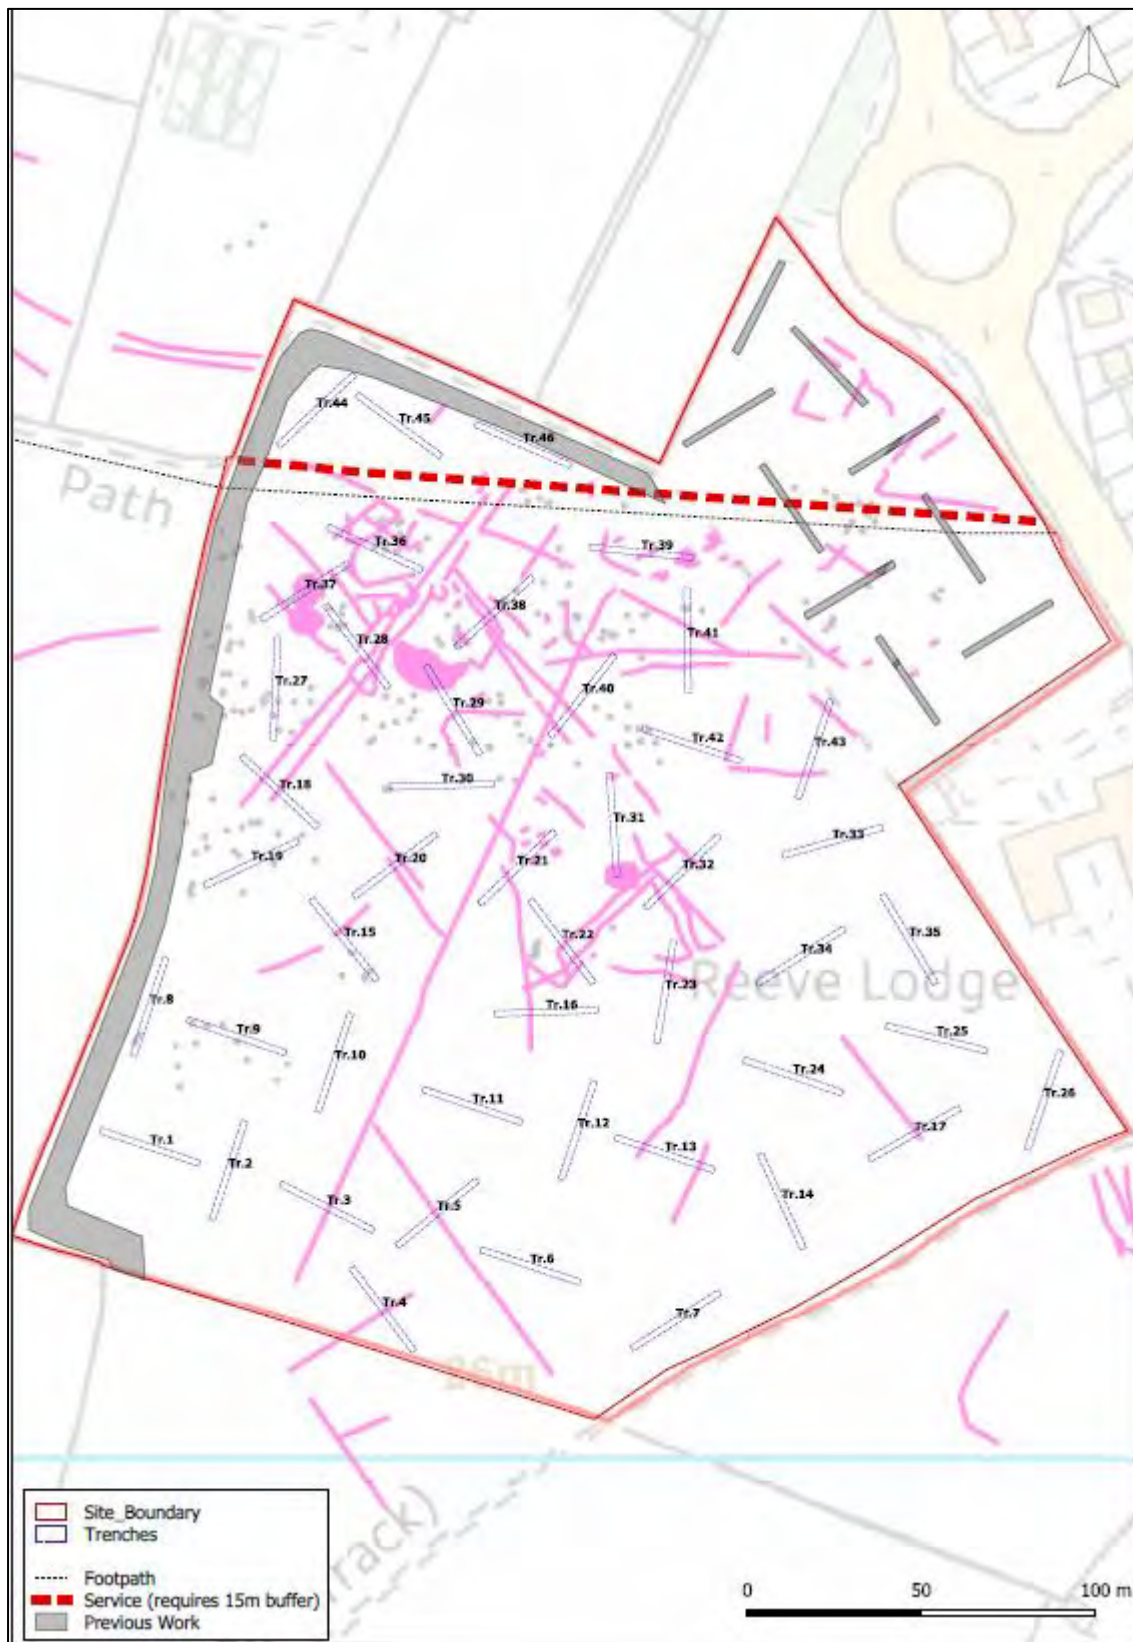 Tr.44
Tr.45
Tr.46
Path
Tr.36
Tr.39
Tr.37
Tr.38
Tr.28
Tr.41
Tr.27
Tr.40
Tr.29
Tr.42
Tr.43
Tr.30
Tr.18
Tr.31
Tr.33
Tr.19
Tr.20
Tr.21
Tr.32
Tr.15
Tr.22
Tr.34
Tr.35
Reeve Lodge
Tr.23
Tr.8
Tr.16
Tr.9
Tr.10
Tr.25
Tr.24
Tr.26
Tr.11
Tr.12
Tr.17
Tr.1
Tr.2
Tr.13
Tr.14
Tr.3
Tr.5
Tr.6
Tr.4
Tr.7
26m
rack)
Site_Boundary
Trenches
Footpath
Service (requires 15m buffer)
Previous Work
0 50 100 m